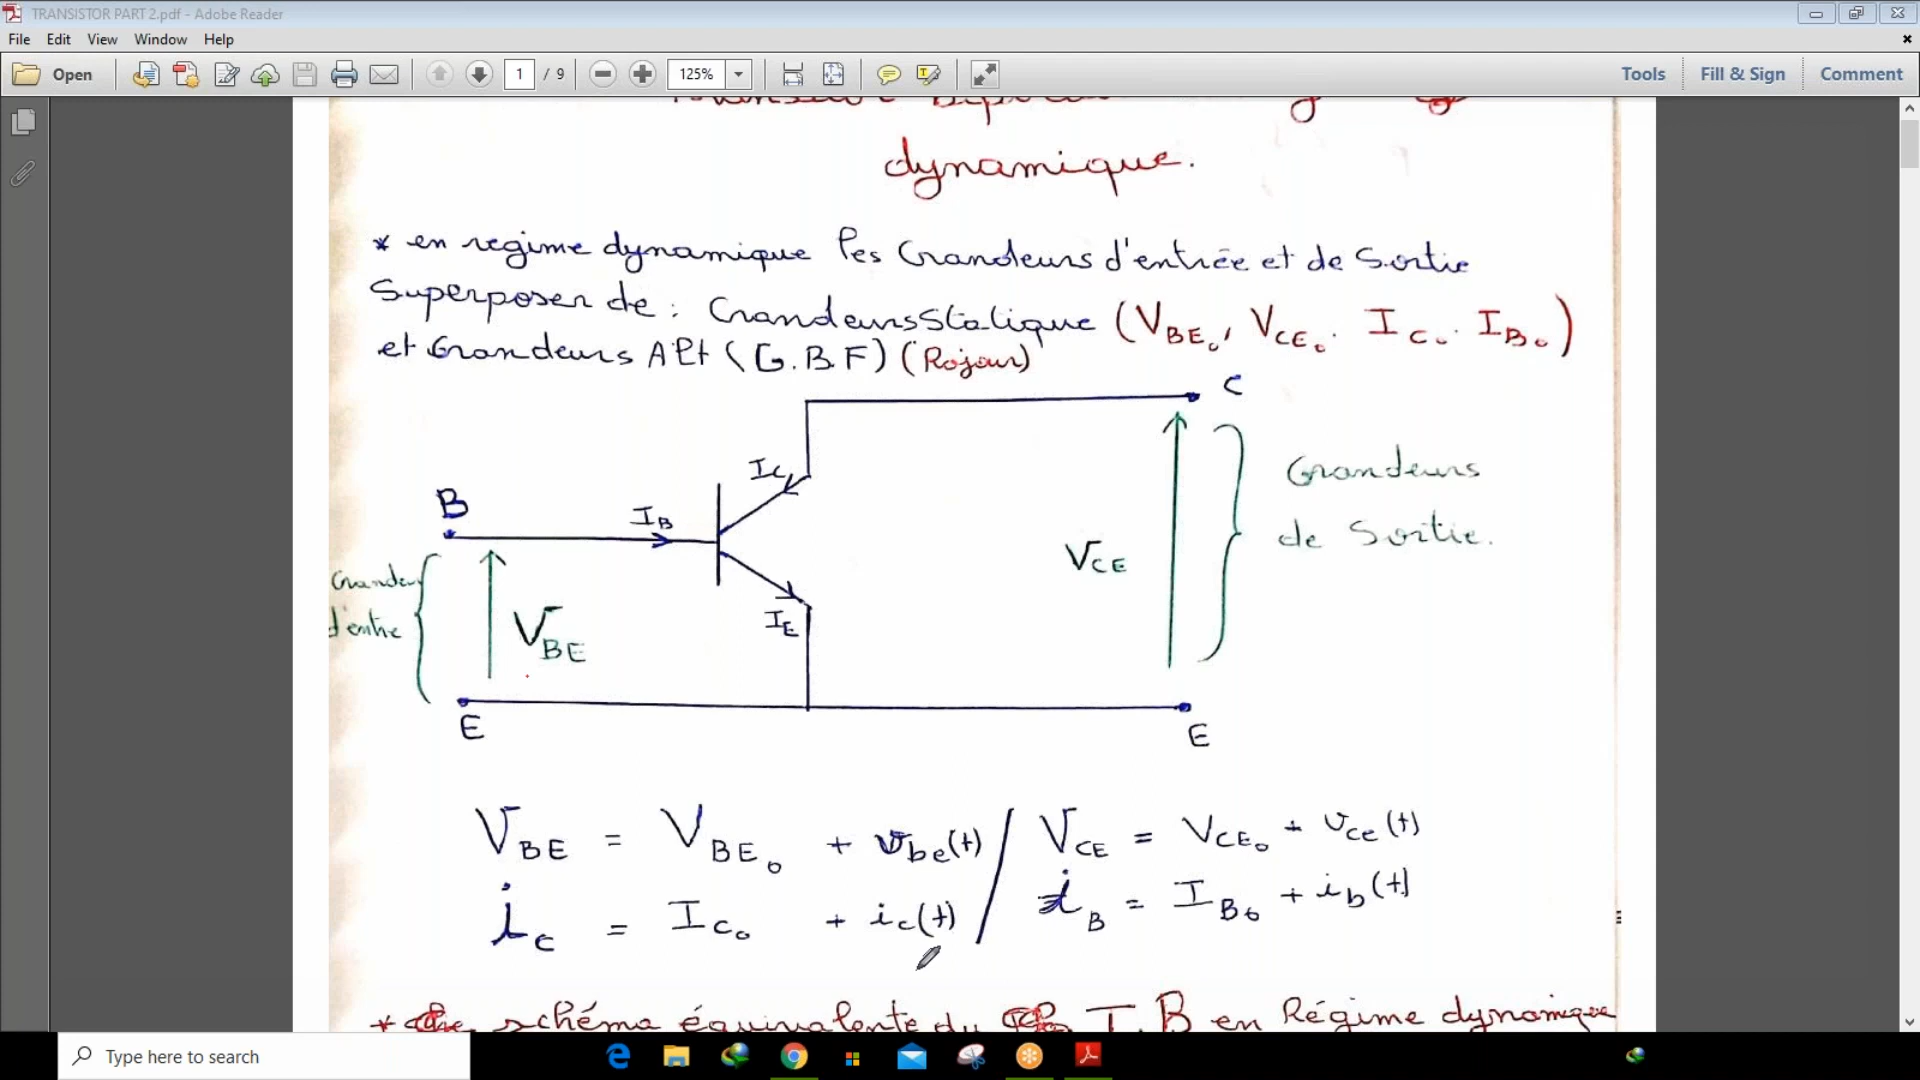 TRANSISTOR PART 2.pdf - Adobe Reader
File Edit View Window Help
Open 1 / 9 125% Tools Fill & Sign Comment
dynamique.
* en regime dynamique les Grandeurs d'entrée et de Sortie
Superposer de : Grandeurs Statique (VBE₀, VCE₀. IC₀. IB₀)
et Grandeurs Alt (G.B.F) (Rajour)
C
IC
Grandeurs
B
IB
de Sortie.
VCE
Grandeur
d'entre
IE
VBE
E
E
VBE = VBE₀ + vbe(t) / VCE = VCE₀ + vce(t)
iC = IC₀ + ic(t) / iB = IB₀ + ib(t)
* schéma équivalente du T.B en Régime dynamique
Type here to search